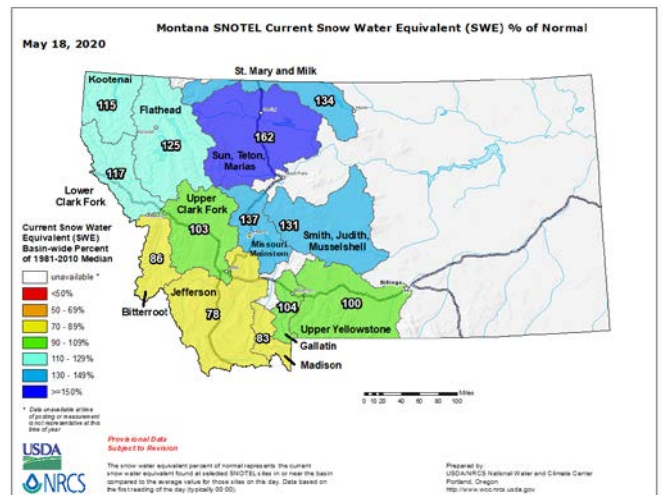 Montana SNOTEL Current Snow Water Equivalent (SWE) % of Normal
May 18, 2020
St. Mary and Milk
Kootenai
134
115
Flathead
162
125
Sun, Teton,
Marias
117
Lower
Clark Fork
Upper
Clark Fork
137
131
103
Smith, Judith,
Musselshell
Missouri
Mainstem
Current Snow Water
Equivalent (SWE)
Basin-wide Percent
of 1981-2010 Median
86
unavailable *
<50%
50 - 69%
70 - 89%
90 - 109%
110 - 129%
130 - 149%
>=150%
Bitterroot
Jefferson
78
Billings
104
100
83
Upper Yellowstone
Gallatin
Madison
Miles
0 10 20 40 60 80 100
* Data unavailable at time
of posting or measurement
is not representative at this
time of year
Provisional Data
Subject to Revision
USDA
NRCS
The snow water equivalent percent of normal represents the current
snow water equivalent found at selected SNOTEL sites in or near the basin
compared to the average value for those sites on this day. Data based on
the first reading of the day (typically 00:00).
Prepared by:
USDA/NRCS National Water and Climate Center
Portland, Oregon
http://www.wcc.nrcs.usda.gov